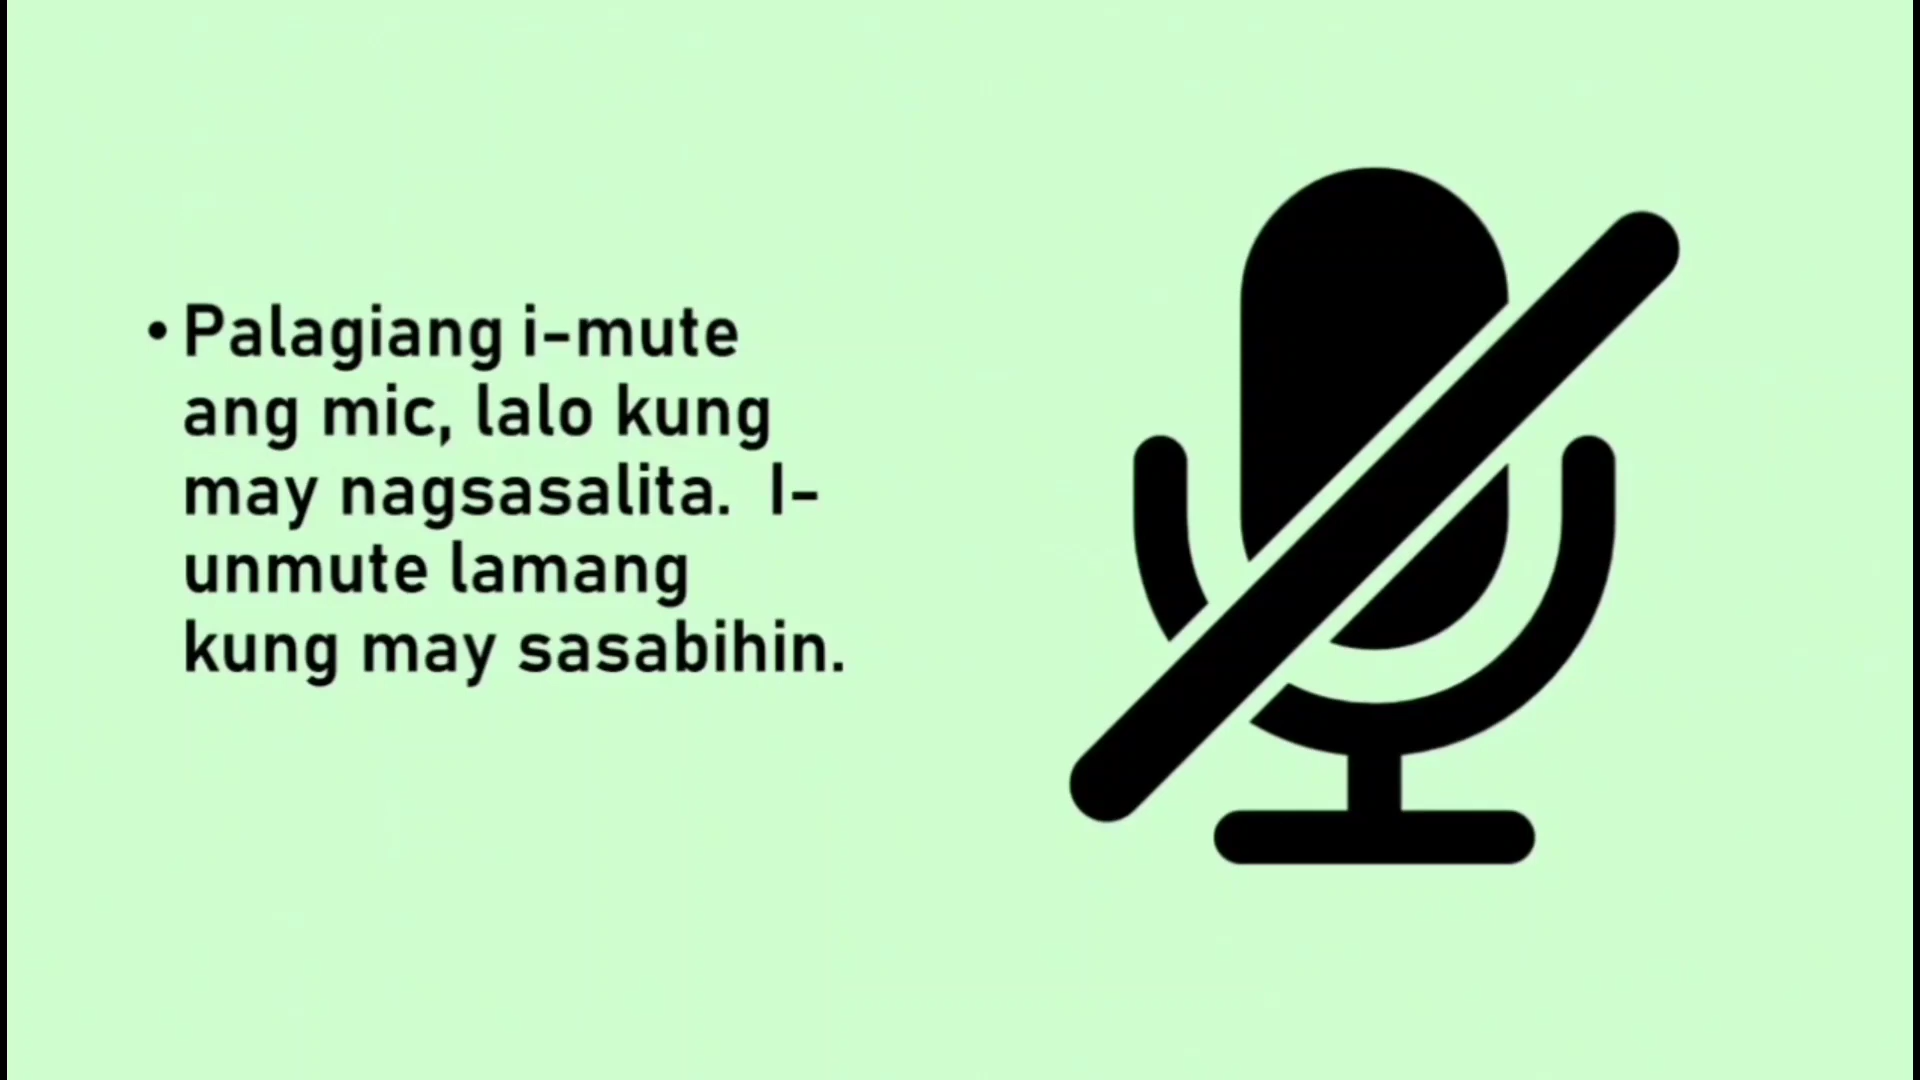 • Palagiang i-mute
ang mic, lalo kung
may nagsasalita.  I-
unmute lamang
kung may sasabihin.